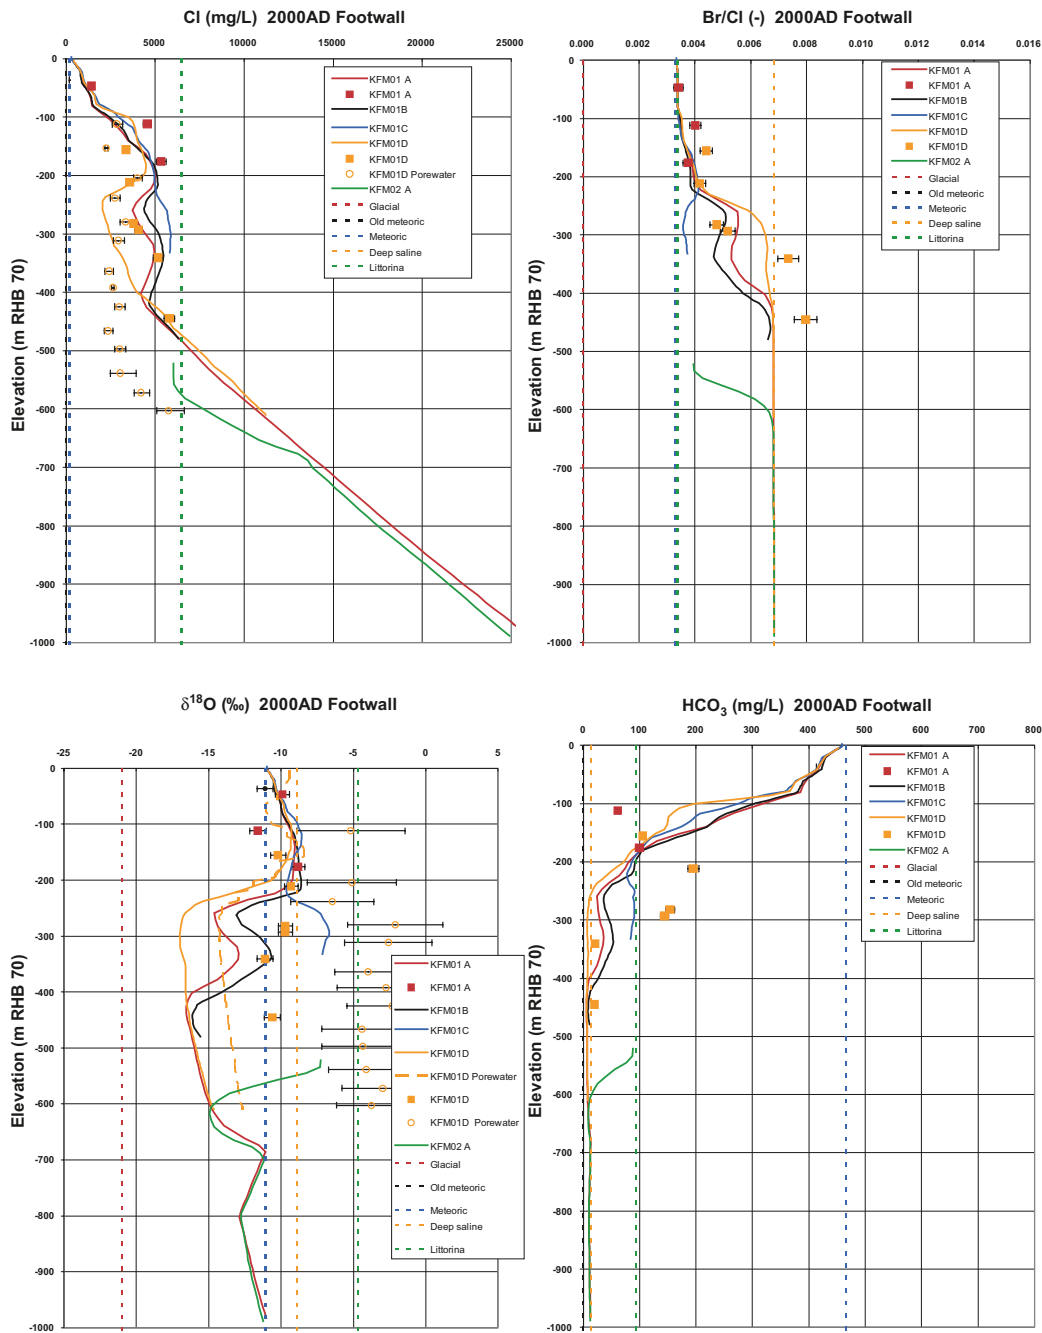 Cl (mg/L)  2000AD Footwall
0 5000 10000 15000 20000 25000
0
-100
-200
-300
-400
-500
-600
-700
-800
-900
-1000
Elevation (m RHB 70)
KFM01 A
KFM01 A
KFM01B
KFM01C
KFM01D
KFM01D
KFM01D Porewater
KFM02 A
Glacial
Old meteoric
Meteoric
Deep saline
Littorina
Br/Cl (-)  2000AD Footwall
0.000 0.002 0.004 0.006 0.008 0.010 0.012 0.014 0.016
0
-100
-200
-300
-400
-500
-600
-700
-800
-900
-1000
Elevation (m RHB 70)
KFM01 A
KFM01 A
KFM01B
KFM01C
KFM01D
KFM01D
KFM02 A
Glacial
Old meteoric
Meteoric
Deep saline
Littorina
δ18O (‰)  2000AD Footwall
-25 -20 -15 -10 -5 0 5
0
-100
-200
-300
-400
-500
-600
-700
-800
-900
-1000
Elevation (m RHB 70)
KFM01 A
KFM01 A
KFM01B
KFM01C
KFM01D
KFM01D Porewater
KFM01D
KFM01D  Porewater
KFM02 A
Glacial
Old meteoric
Meteoric
Deep saline
Littorina
HCO3 (mg/L)  2000AD Footwall
0 100 200 300 400 500 600 700 800
0
-100
-200
-300
-400
-500
-600
-700
-800
-900
-1000
Elevation (m RHB 70)
KFM01 A
KFM01 A
KFM01B
KFM01C
KFM01D
KFM01D
KFM02 A
Glacial
Old meteoric
Meteoric
Deep saline
Littorina